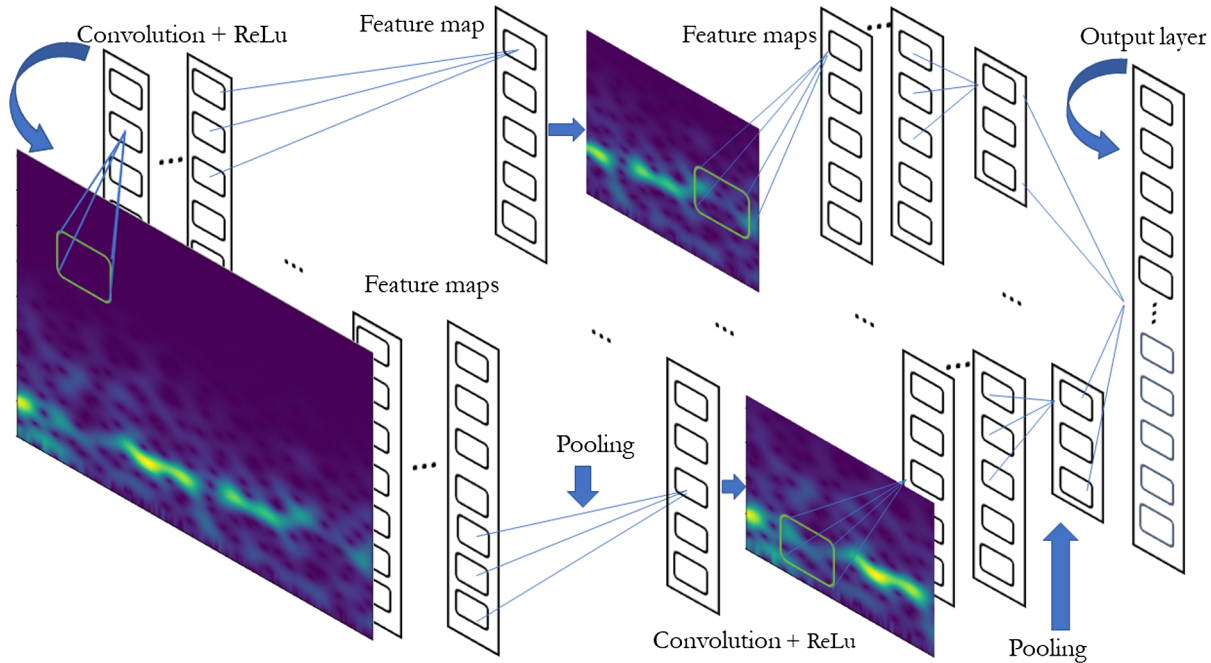 Convolution + ReLu
Feature map
Feature maps
Output layer
Feature maps
Pooling
Convolution + ReLu
Pooling